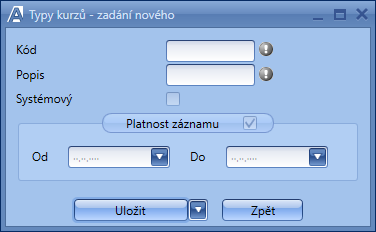 Typy kurzů - zadání nového
Kód
Popis
Systémový
Platnost záznamu
Od ..,..,.... Do ..,..,....
Uložit Zpět